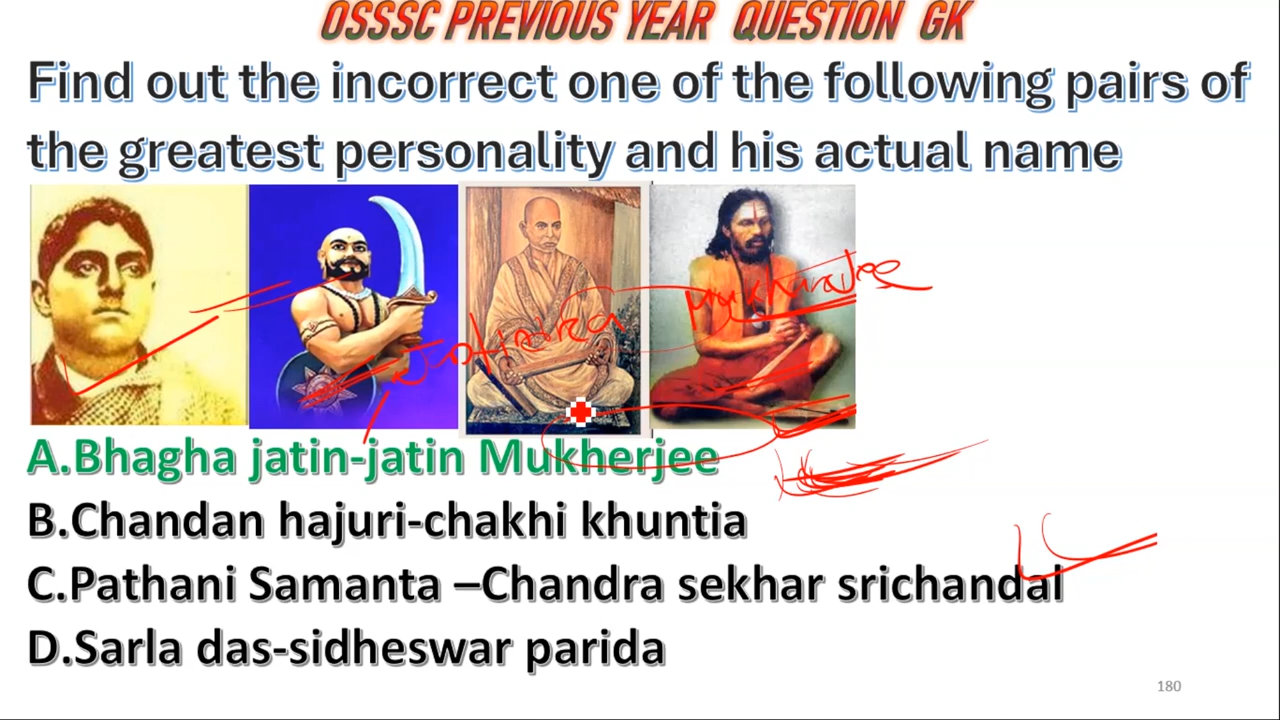 OSSSC PREVIOUS YEAR QUESTION GK
Find out the incorrect one of the following pairs of
the greatest personality and his actual name
Mukharjee
A.Bhagha jatin-jatin Mukherjee
B.Chandan hajuri-chakhi khuntia
C.Pathani Samanta –Chandra sekhar srichandal
D.Sarla das-sidheswar parida
180